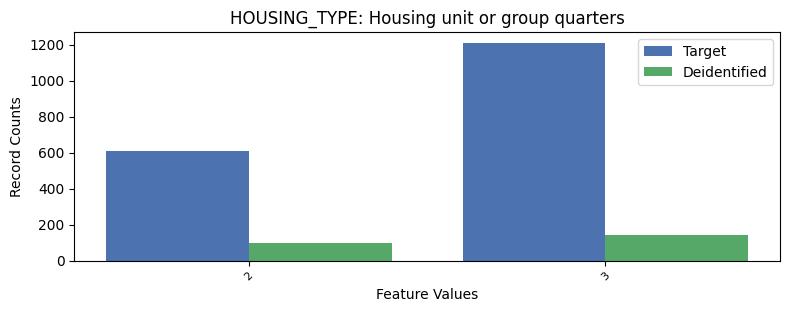 HOUSING_TYPE: Housing unit or group quarters
Target
Deidentified
Record Counts
1200
1000
800
600
400
200
0
2
3
Feature Values